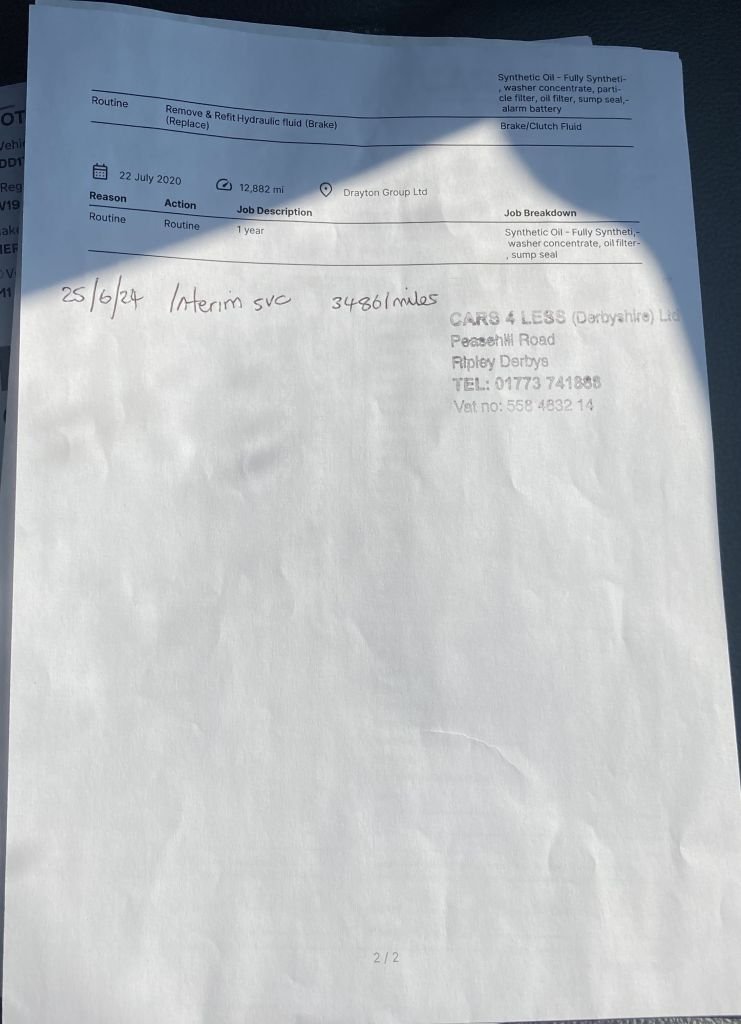 Synthetic Oil - Fully Syntheti-
, washer concentrate, parti-
cle filter, oil filter, sump seal,-
alarm battery
Routine Remove & Refit Hydraulic fluid (Brake)
(Replace)
Brake/Clutch Fluid
22 July 2020 12,882 mi Drayton Group Ltd
Reason Action Job Description Job Breakdown
Routine Routine 1 year Synthetic Oil - Fully Syntheti,-
washer concentrate, oil filter-
, sump seal
25/6/24 Interim svc 34861 miles
CARS 4 LESS (Derbyshire) Ltd
Peasehill Road
Ripley Derbys
TEL: 01773 741888
Vat no: 558 4832 14
2 / 2